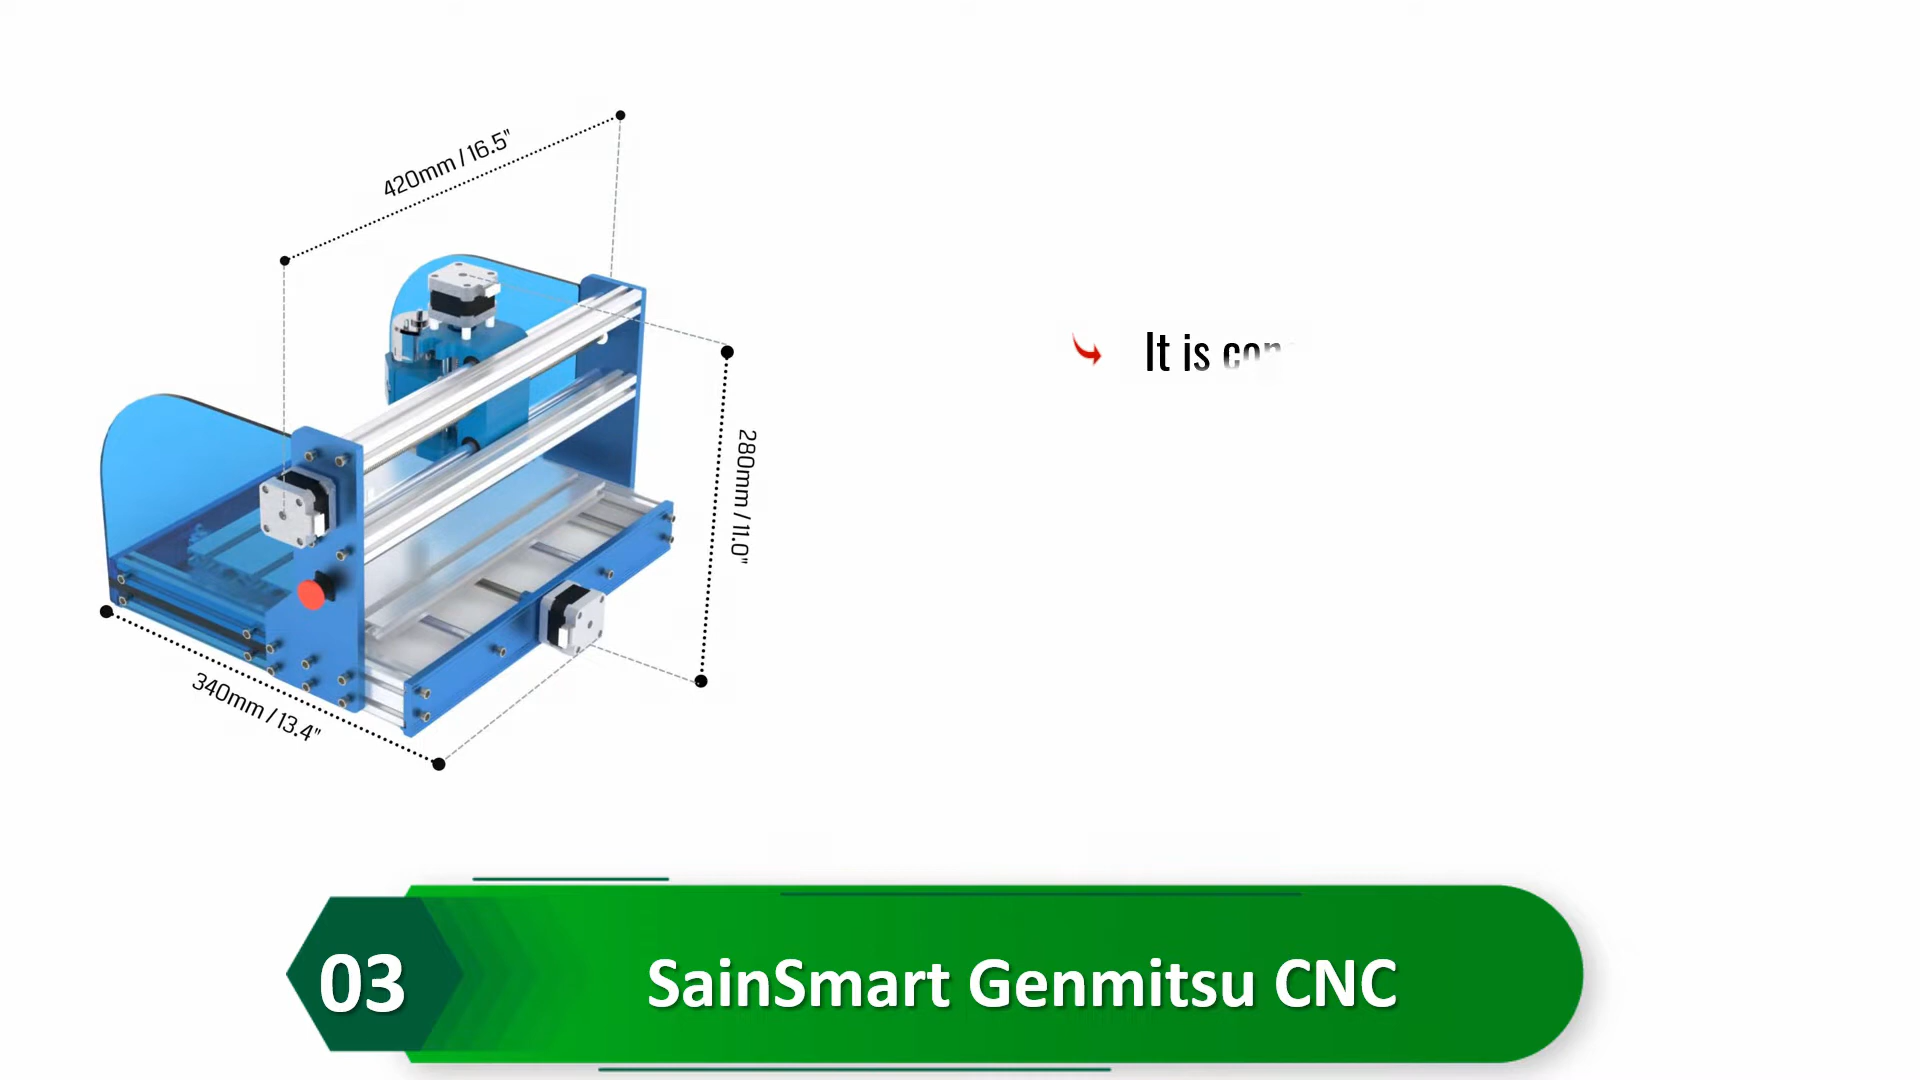 420mm / 16.5"
It is
280mm / 11.0"
340mm / 13.4"
03
SainSmart Genmitsu CNC